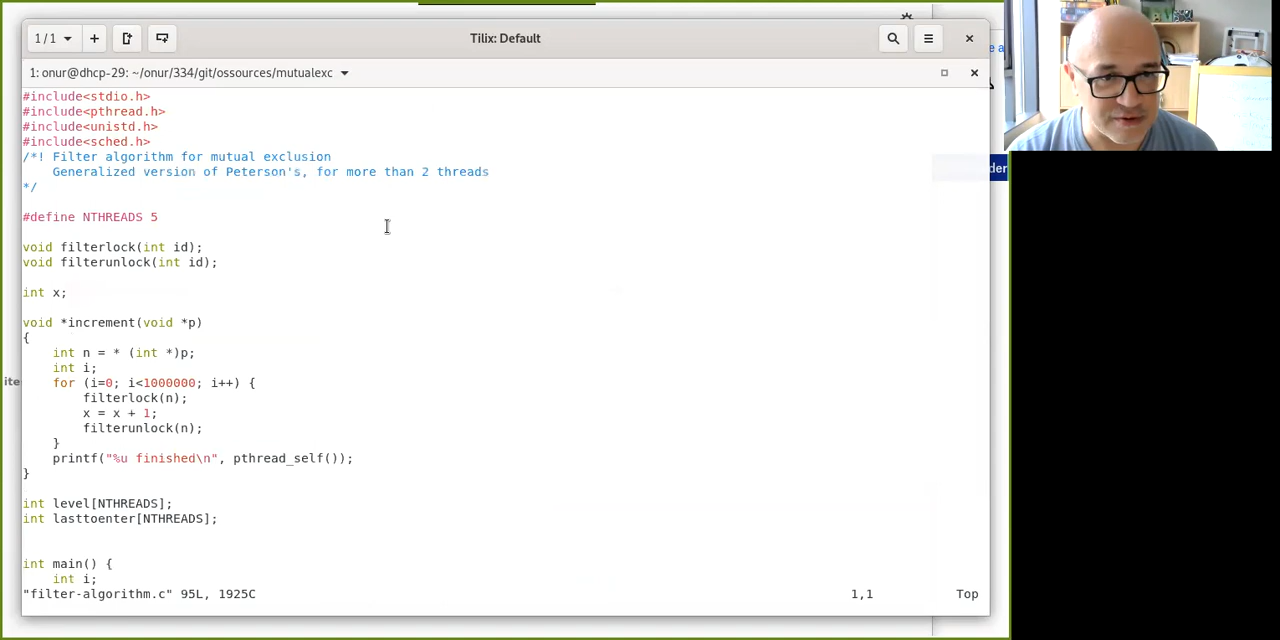 1 / 1
Tilix: Default
1: onur@dhcp-29: ~/onur/334/git/ossources/mutualexc
#include<stdio.h>
#include<pthread.h>
#include<unistd.h>
#include<sched.h>
/*! Filter algorithm for mutual exclusion
    Generalized version of Peterson's, for more than 2 threads
*/
#define NTHREADS 5
void filterlock(int id);
void filterunlock(int id);
int x;
void *increment(void *p)
{
    int n = * (int *)p;
    int i;
    for (i=0; i<1000000; i++) {
        filterlock(n);
        x = x + 1;
        filterunlock(n);
    }
    printf("%u finished\n", pthread_self());
}
int level[NTHREADS];
int lasttoenter[NTHREADS];
int main() {
    int i;
"filter-algorithm.c" 95L, 1925C 1,1 Top